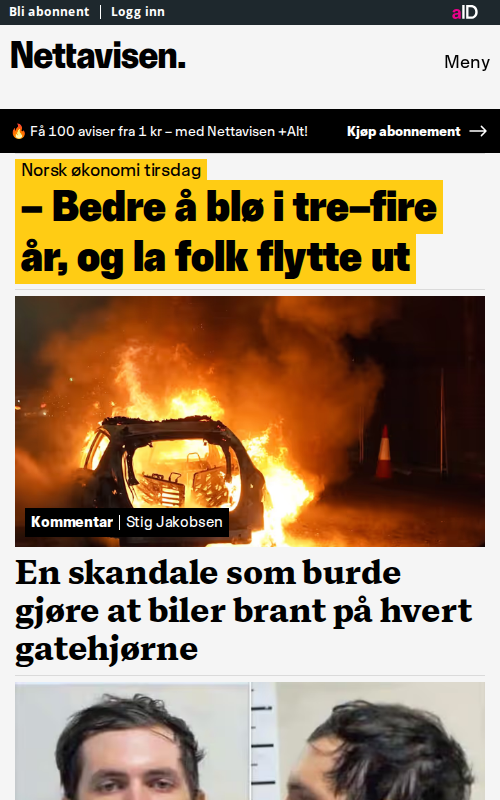 Bli abonnent | Logg inn
aID
Nettavisen.
Meny
🔥 Få 100 aviser fra 1 kr – med Nettavisen +Alt!
Kjøp abonnement →
Norsk økonomi tirsdag
– Bedre å blø i tre–fire
år, og la folk flytte ut
Kommentar | Stig Jakobsen
En skandale som burde
gjøre at biler brant på hvert
gatehjørne